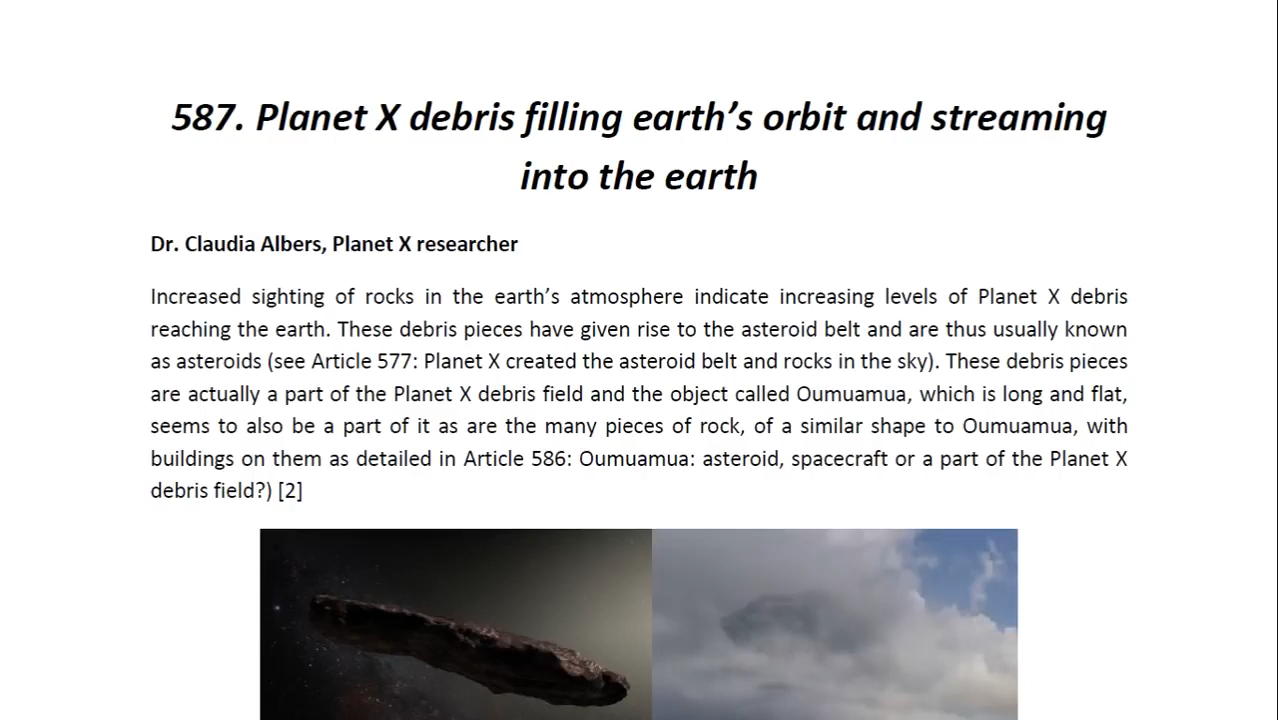 587. Planet X debris filling earth’s orbit and streaming
into the earth
Dr. Claudia Albers, Planet X researcher
Increased sighting of rocks in the earth’s atmosphere indicate increasing levels of Planet X debris
reaching the earth. These debris pieces have given rise to the asteroid belt and are thus usually known
as asteroids (see Article 577: Planet X created the asteroid belt and rocks in the sky). These debris pieces
are actually a part of the Planet X debris field and the object called Oumuamua, which is long and flat,
seems to also be a part of it as are the many pieces of rock, of a similar shape to Oumuamua, with
buildings on them as detailed in Article 586: Oumuamua: asteroid, spacecraft or a part of the Planet X
debris field?) [2]